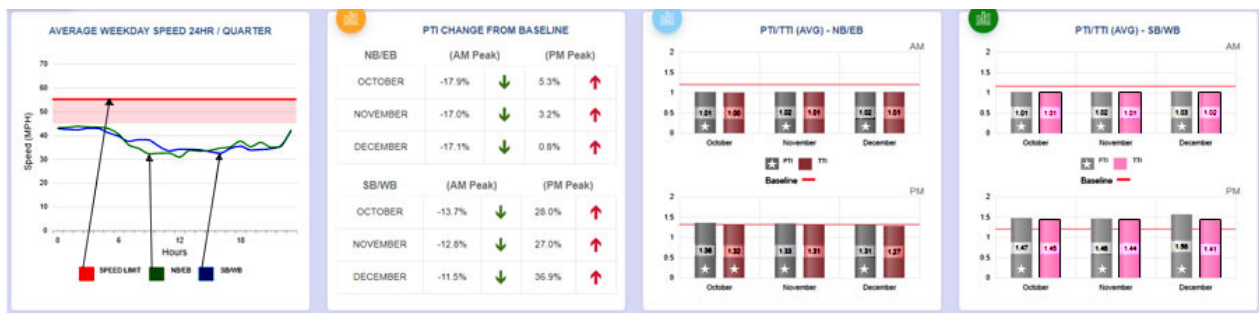 AVERAGE WEEKDAY SPEED 24HR / QUARTER
70
60
50
40
30
20
10
0
Speed (MPH)
0 6 12 18
Hours
SPEED LIMIT NB/EB SB/WB
PTI CHANGE FROM BASELINE
NB/EB (AM Peak) (PM Peak)
OCTOBER -17.9% 5.3%
NOVEMBER -17.0% 3.2%
DECEMBER -17.1% 0.8%
SB/WB (AM Peak) (PM Peak)
OCTOBER -13.7% 28.0%
NOVEMBER -12.8% 27.0%
DECEMBER -11.5% 36.9%
PTI/TTI (AVG) - NB/EB
AM
2
1.5
1
0.5
0
1.01 1.00 1.02 1.01 1.02 1.01
October November December
PTI TTI
Baseline
PM
2
1.5
1
0.5
0
1.36 1.32 1.33 1.31 1.31 1.27
October November December
PTI/TTI (AVG) - SB/WB
AM
2
1.5
1
0.5
0
1.01 1.01 1.02 1.01 1.03 1.02
October November December
PTI TTI
Baseline
PM
2
1.5
1
0.5
0
1.47 1.45 1.46 1.44 1.41
October November December